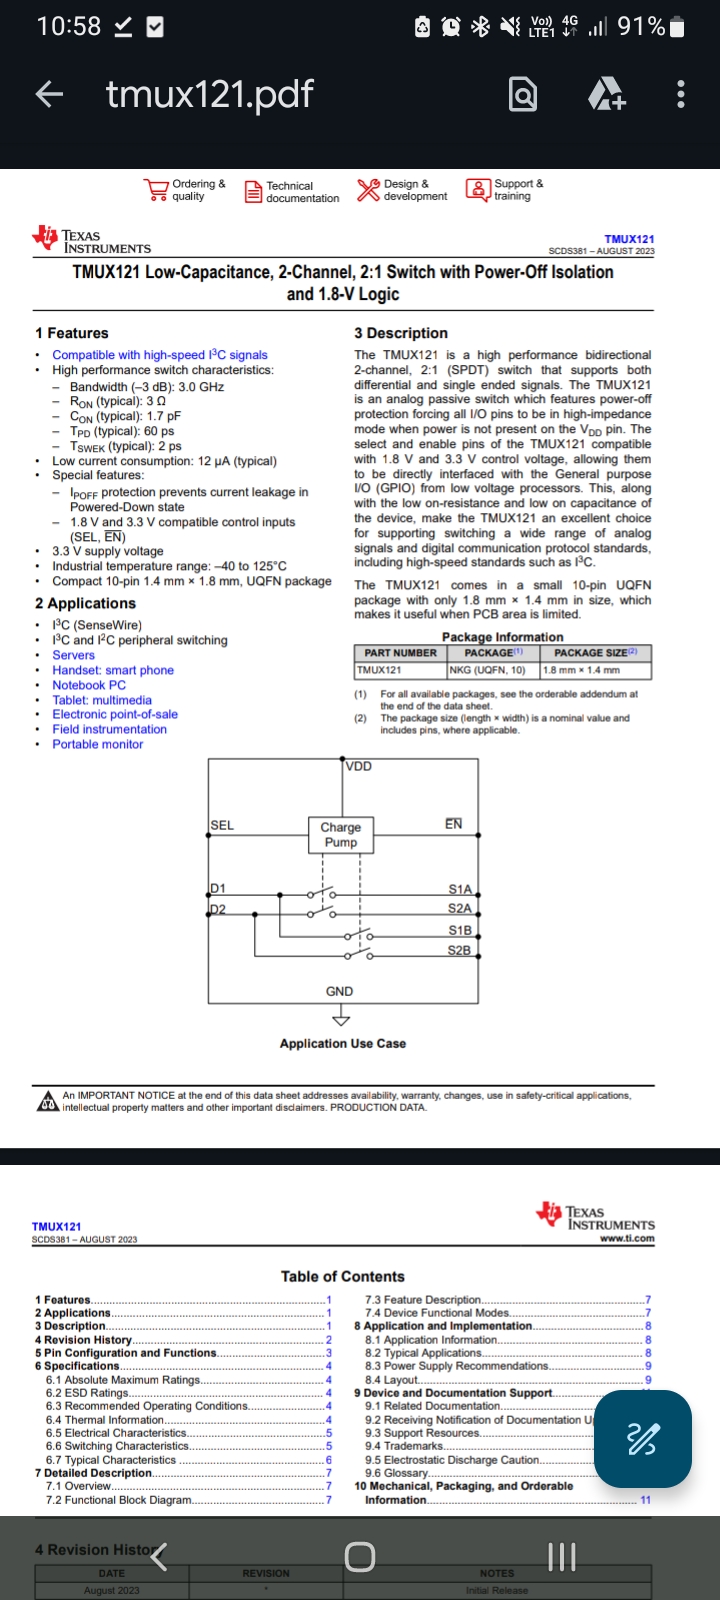 10:58
Vo)) 4G
LTE1
91%
tmux121.pdf
Ordering & quality
Technical documentation
Design & development
Support & training
TEXAS INSTRUMENTS
TMUX121
SCDS381 – AUGUST 2023
TMUX121 Low-Capacitance, 2-Channel, 2:1 Switch with Power-Off Isolation
and 1.8-V Logic
1 Features
• Compatible with high-speed I³C signals
• High performance switch characteristics:
– Bandwidth (–3 dB): 3.0 GHz
– RON (typical): 3 Ω
– CON (typical): 1.7 pF
– TPD (typical): 60 ps
– TSWEK (typical): 2 ps
• Low current consumption: 12 µA (typical)
• Special features:
– IPOFF protection prevents current leakage in
Powered-Down state
– 1.8 V and 3.3 V compatible control inputs
(SEL, E̅N̅)
• 3.3 V supply voltage
• Industrial temperature range: –40 to 125°C
• Compact 10-pin 1.4 mm × 1.8 mm, UQFN package
2 Applications
• I³C (SenseWire)
• I³C and I²C peripheral switching
• Servers
• Handset: smart phone
• Notebook PC
• Tablet: multimedia
• Electronic point-of-sale
• Field instrumentation
• Portable monitor
3 Description
The TMUX121 is a high performance bidirectional
2-channel, 2:1 (SPDT) switch that supports both
differential and single ended signals. The TMUX121
is an analog passive switch which features power-off
protection forcing all I/O pins to be in high-impedance
mode when power is not present on the VDD pin. The
select and enable pins of the TMUX121 compatible
with 1.8 V and 3.3 V control voltage, allowing them
to be directly interfaced with the General purpose
I/O (GPIO) from low voltage processors. This, along
with the low on-resistance and low on capacitance of
the device, make the TMUX121 an excellent choice
for supporting switching a wide range of analog
signals and digital communication protocol standards,
including high-speed standards such as I³C.
The TMUX121 comes in a small 10-pin UQFN
package with only 1.8 mm × 1.4 mm in size, which
makes it useful when PCB area is limited.
Package Information
PART NUMBER PACKAGE(1) PACKAGE SIZE(2)
TMUX121 NKG (UQFN, 10) 1.8 mm × 1.4 mm
(1) For all available packages, see the orderable addendum at
the end of the data sheet.
(2) The package size (length × width) is a nominal value and
includes pins, where applicable.
VDD
SEL
Charge
Pump
E̅N̅
D1
D2
S1A
S2A
S1B
S2B
GND
Application Use Case
An IMPORTANT NOTICE at the end of this data sheet addresses availability, warranty, changes, use in safety-critical applications,
intellectual property matters and other important disclaimers. PRODUCTION DATA.
TMUX121
SCDS381 – AUGUST 2023
TEXAS INSTRUMENTS
www.ti.com
Table of Contents
1 Features 1
2 Applications 1
3 Description 1
4 Revision History 2
5 Pin Configuration and Functions 3
6 Specifications 4
6.1 Absolute Maximum Ratings 4
6.2 ESD Ratings 4
6.3 Recommended Operating Conditions 4
6.4 Thermal Information 4
6.5 Electrical Characteristics 5
6.6 Switching Characteristics 5
6.7 Typical Characteristics 6
7 Detailed Description 7
7.1 Overview 7
7.2 Functional Block Diagram 7
7.3 Feature Description 7
7.4 Device Functional Modes 7
8 Application and Implementation 8
8.1 Application Information 8
8.2 Typical Applications 8
8.3 Power Supply Recommendations 9
8.4 Layout 9
9 Device and Documentation Support
9.1 Related Documentation
9.2 Receiving Notification of Documentation
9.3 Support Resources
9.4 Trademarks
9.5 Electrostatic Discharge Caution
9.6 Glossary
10 Mechanical, Packaging, and Orderable
Information 11
4 Revision History
DATE REVISION NOTES
August 2023 * Initial Release